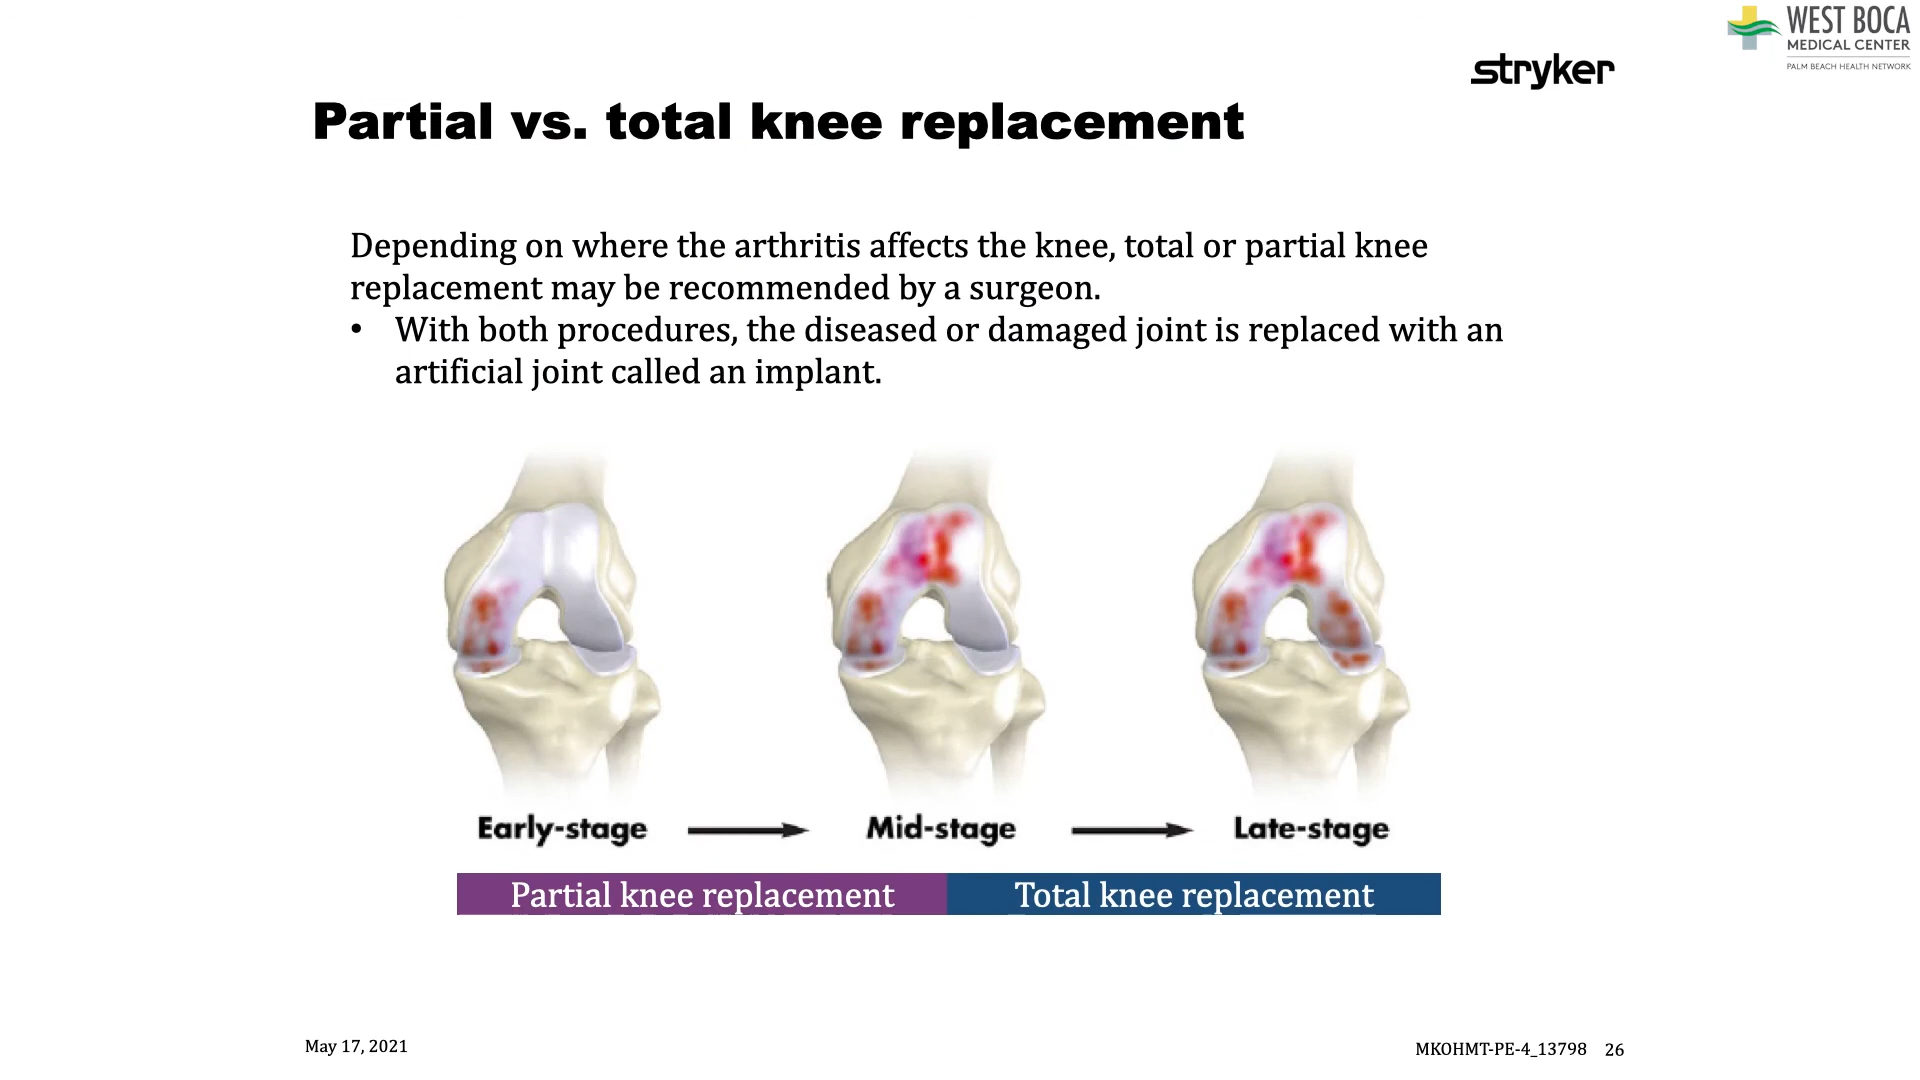 WEST BOCA
MEDICAL CENTER
PALM BEACH HEALTH NETWORK
stryker
Partial vs. total knee replacement
Depending on where the arthritis affects the knee, total or partial knee
replacement may be recommended by a surgeon.
• With both procedures, the diseased or damaged joint is replaced with an
artificial joint called an implant.
Early-stage Mid-stage Late-stage
Partial knee replacement Total knee replacement
May 17, 2021 MKOHMT-PE-4_13798 26